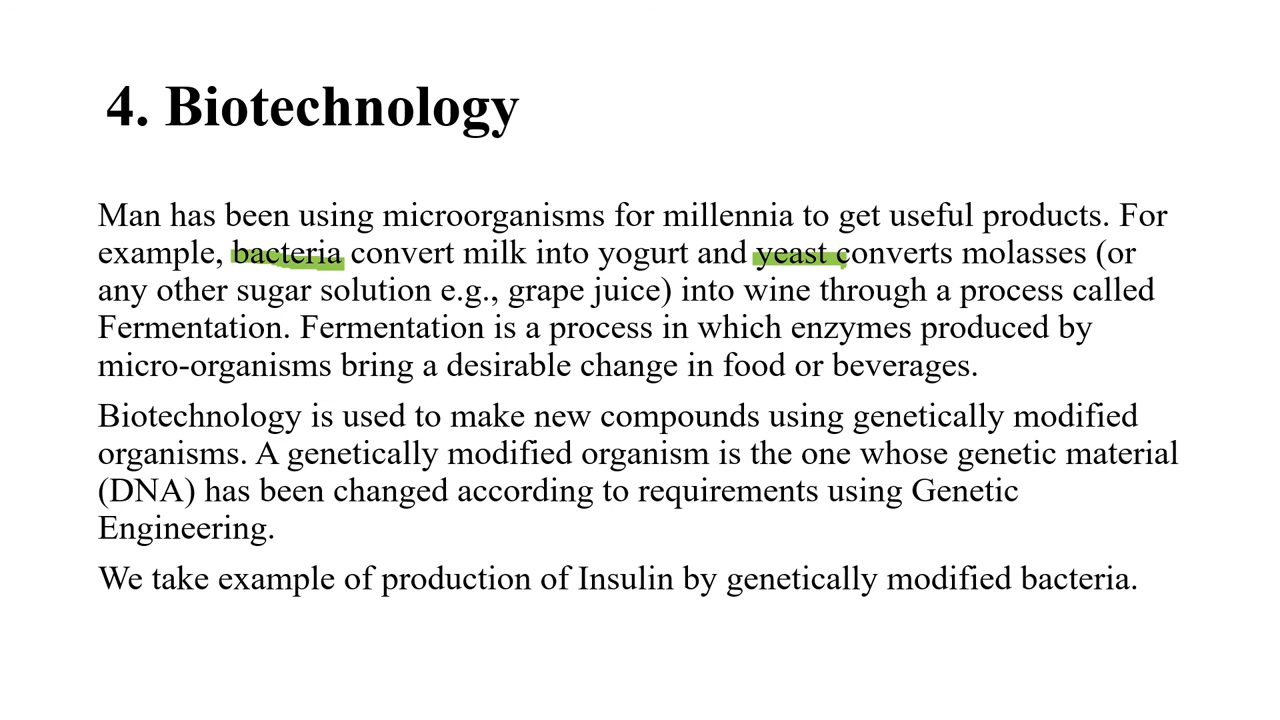 4. Biotechnology
Man has been using microorganisms for millennia to get useful products. For
example, bacteria convert milk into yogurt and yeast converts molasses (or
any other sugar solution e.g., grape juice) into wine through a process called
Fermentation. Fermentation is a process in which enzymes produced by
micro-organisms bring a desirable change in food or beverages.
Biotechnology is used to make new compounds using genetically modified
organisms. A genetically modified organism is the one whose genetic material
(DNA) has been changed according to requirements using Genetic
Engineering.
We take example of production of Insulin by genetically modified bacteria.